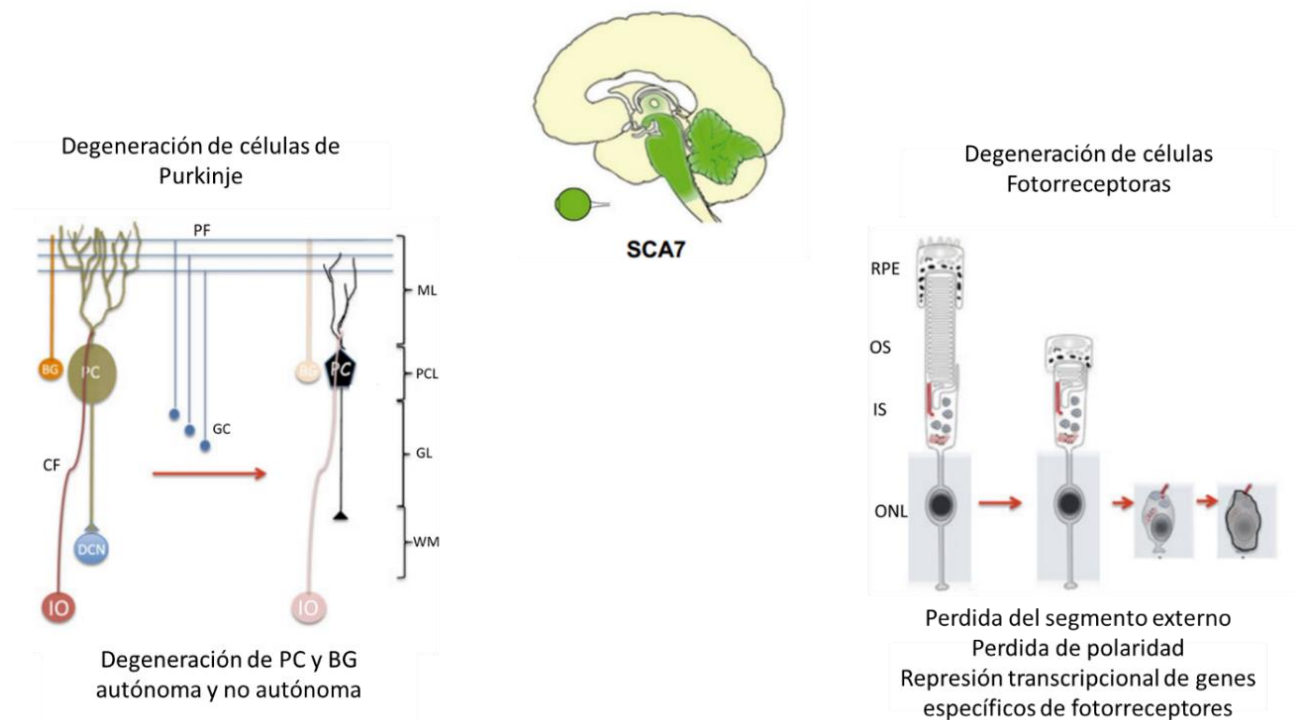 SCA7
Degeneración de células de
Purkinje
PF
ML
BG
PC
BG
PC
PCL
GC
GL
CF
DCN
WM
IO
IO
Degeneración de PC y BG
autónoma y no autónoma
Degeneración de células
Fotorreceptoras
RPE
OS
IS
ONL
Perdida del segmento externo
Perdida de polaridad
Represión transcripcional de genes
específicos de fotorreceptores